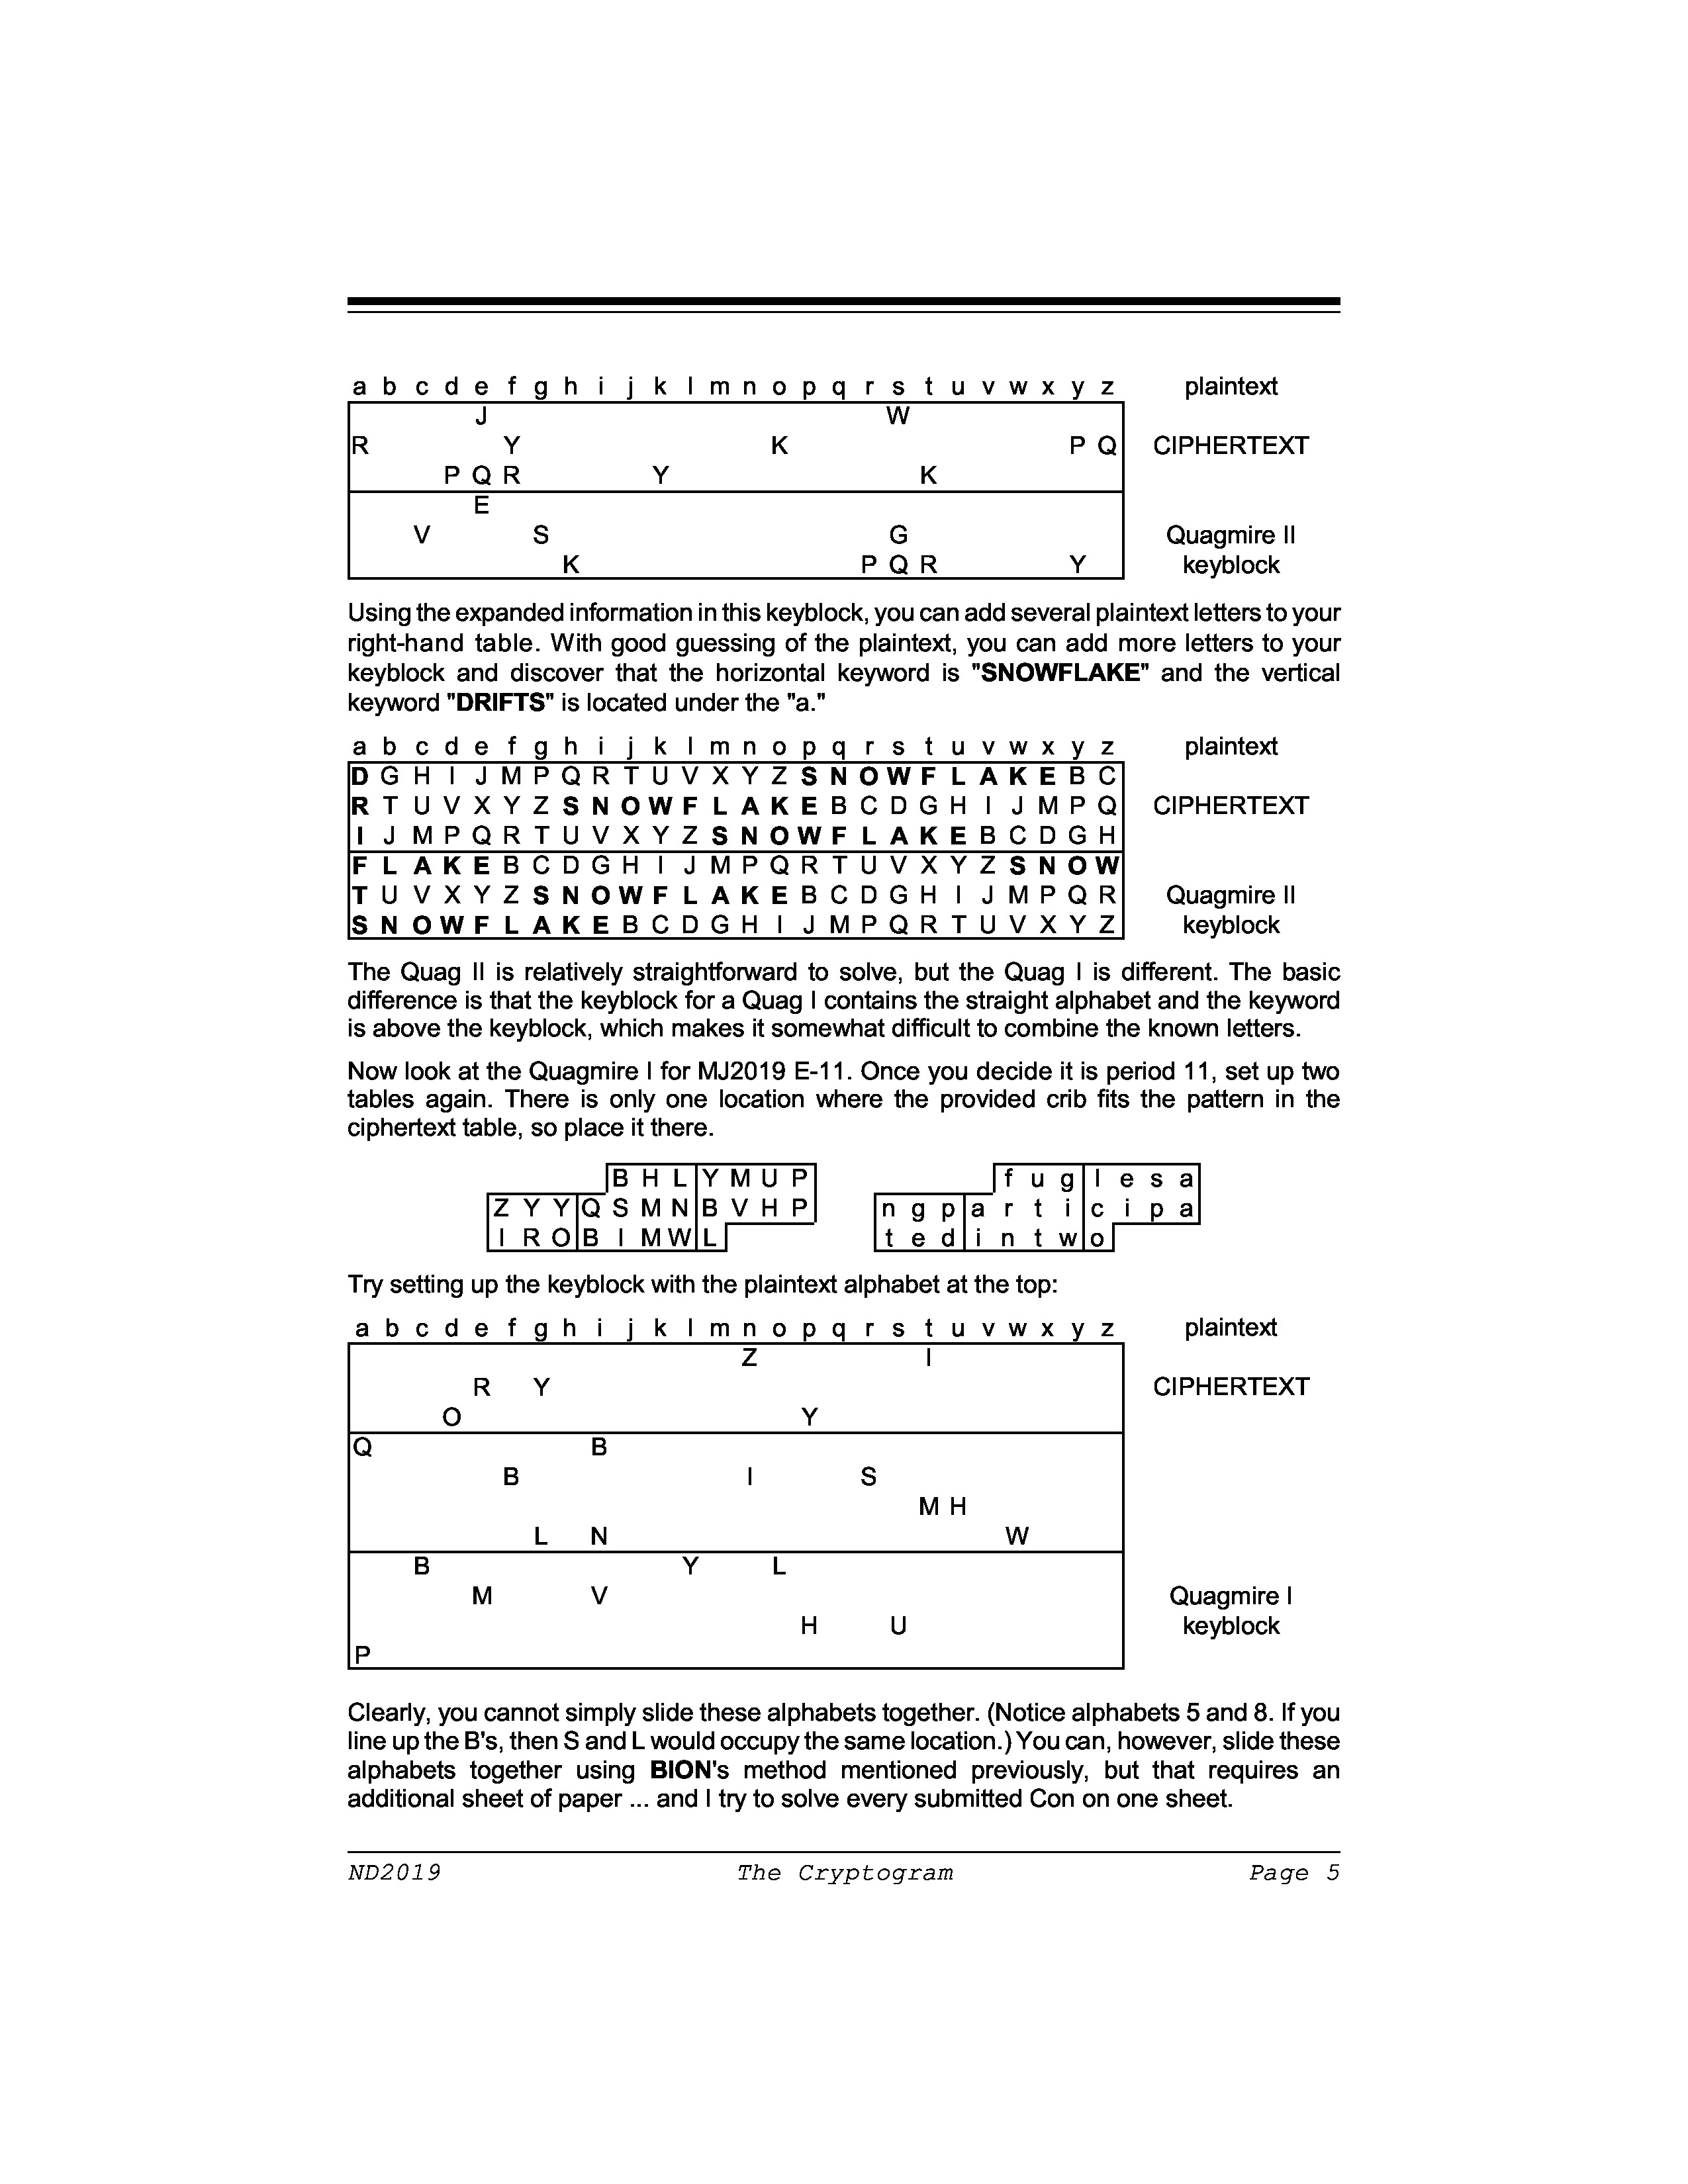 a b c d e f g h i j k l m n o p q r s t u v w x y z plaintext
J W
R Y K P Q CIPHERTEXT
P Q R Y K
E
V S G Quagmire II
K P Q R Y keyblock
Using the expanded information in this keyblock, you can add several plaintext letters to your
right-hand table. With good guessing of the plaintext, you can add more letters to your
keyblock and discover that the horizontal keyword is "SNOWFLAKE" and the vertical
keyword "DRIFTS" is located under the "a."
a b c d e f g h i j k l m n o p q r s t u v w x y z plaintext
D G H I J M P Q R T U V X Y Z S N O W F L A K E B C
R T U V X Y Z S N O W F L A K E B C D G H I J M P Q CIPHERTEXT
I J M P Q R T U V X Y Z S N O W F L A K E B C D G H
F L A K E B C D G H I J M P Q R T U V X Y Z S N O W
T U V X Y Z S N O W F L A K E B C D G H I J M P Q R Quagmire II
S N O W F L A K E B C D G H I J M P Q R T U V X Y Z keyblock
The Quag II is relatively straightforward to solve, but the Quag I is different. The basic
difference is that the keyblock for a Quag I contains the straight alphabet and the keyword
is above the keyblock, which makes it somewhat difficult to combine the known letters.
Now look at the Quagmire I for MJ2019 E-11. Once you decide it is period 11, set up two
tables again. There is only one location where the provided crib fits the pattern in the
ciphertext table, so place it there.
B H L Y M U P f u g l e s a
Z Y Y Q S M N B V H P n g p a r t i c i p a
I R O B I M W L t e d i n t w o
Try setting up the keyblock with the plaintext alphabet at the top:
a b c d e f g h i j k l m n o p q r s t u v w x y z plaintext
Z I
R Y CIPHERTEXT
O Y
Q B
B I S
M H
L N W
B Y L
M V Quagmire I
H U keyblock
P
Clearly, you cannot simply slide these alphabets together. (Notice alphabets 5 and 8. If you
line up the B's, then S and L would occupy the same location.) You can, however, slide these
alphabets together using BION's method mentioned previously, but that requires an
additional sheet of paper ... and I try to solve every submitted Con on one sheet.
ND2019 The Cryptogram Page 5